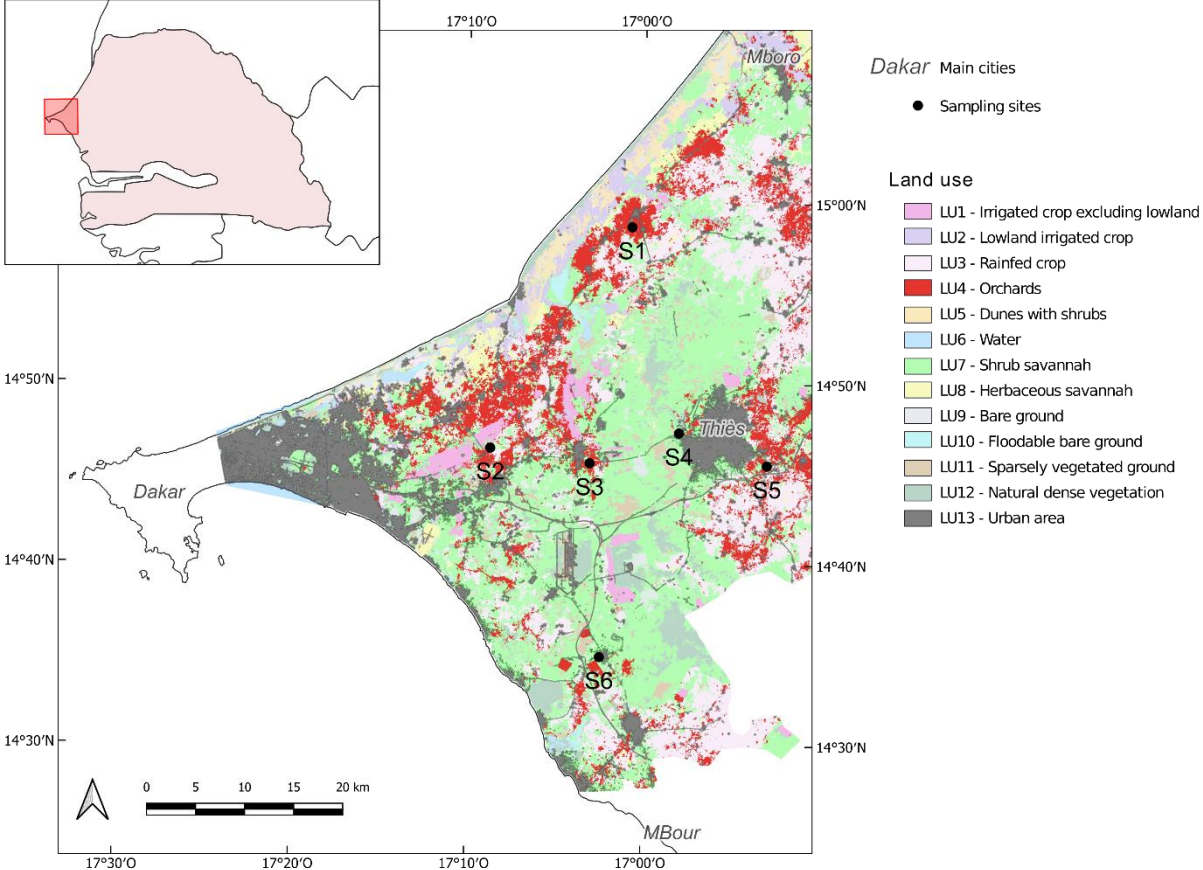 17°10′O 17°00′O
Mboro
Dakar Main cities
Sampling sites
Land use
LU1 - Irrigated crop excluding lowland
LU2 - Lowland irrigated crop
LU3 - Rainfed crop
LU4 - Orchards
LU5 - Dunes with shrubs
LU6 - Water
LU7 - Shrub savannah
LU8 - Herbaceous savannah
LU9 - Bare ground
LU10 - Floodable bare ground
LU11 - Sparsely vegetated ground
LU12 - Natural dense vegetation
LU13 - Urban area
15°00′O
S1
14°50′O 14°50′O
Thiès
S4
S2
S3
S5
Dakar
14°40′O 14°40′O
S6
14°30′O 14°30′O
0 5 10 15 20 km
MBour
17°30′O 17°20′O 17°10′O 17°00′O